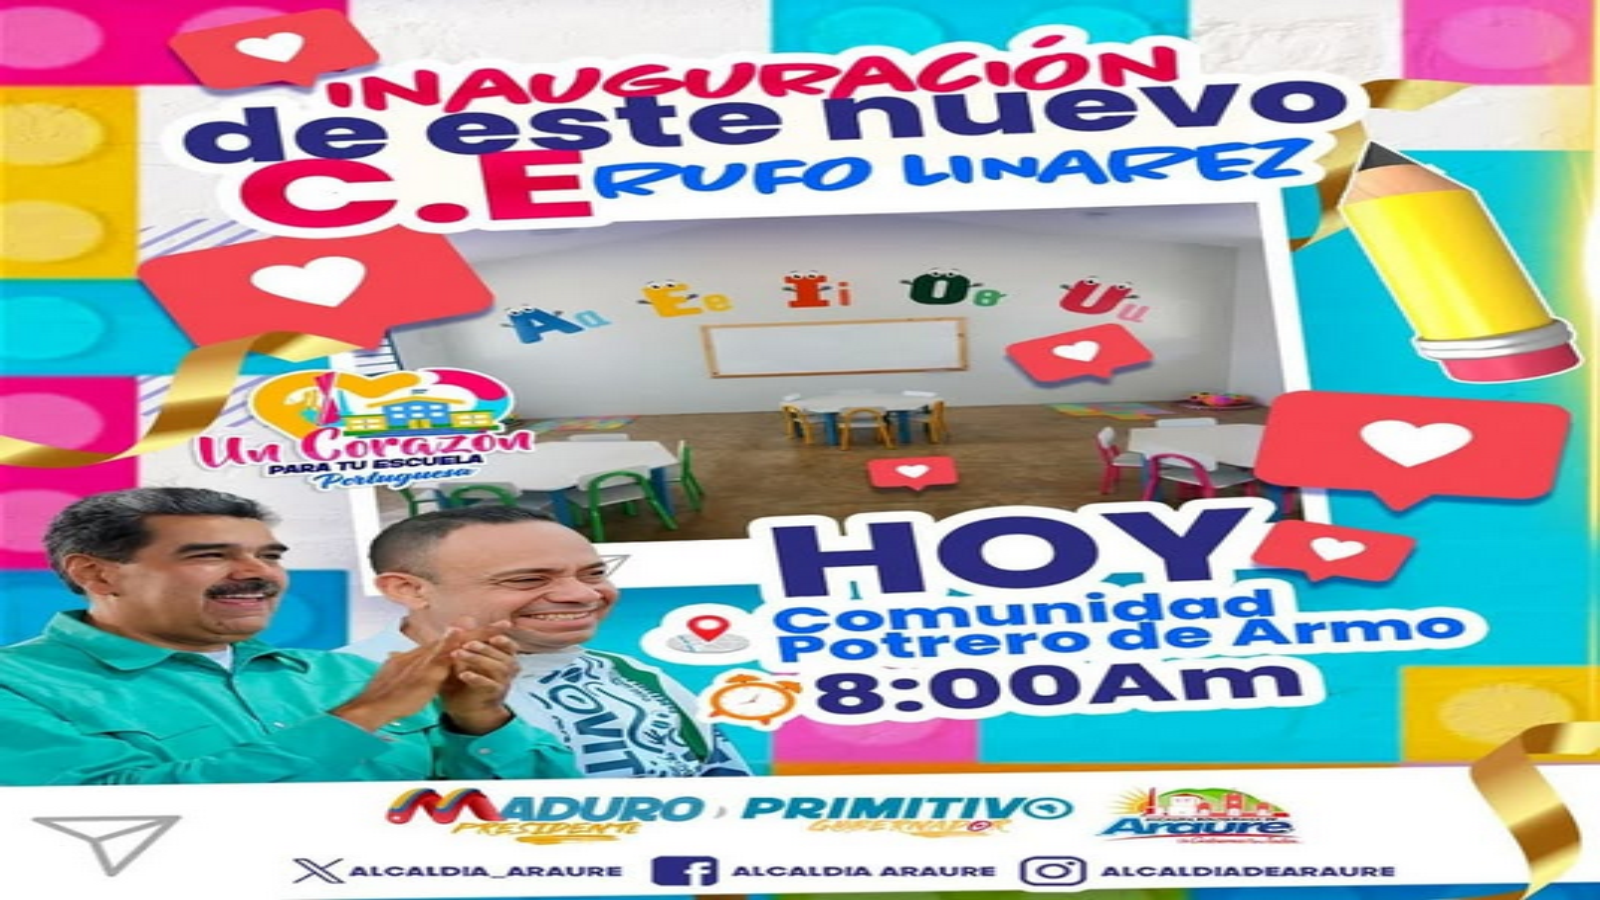 INAUGURACIÓN
de este nuevo
C.E RUFO LINAREZ
Aa Ee Ii Oo Uu
Un Corazón
PARA TU ESCUELA
Portuguesa
HOY
Comunidad
Potrero de Armo
8:00Am
PRIMITIVO
MADURO PRIMITIVO
PRESIDENTE GOBERNADOR
Araure
ALCALDIA_ARAURE ALCALDIA ARAURE ALCALDIADEARAURE